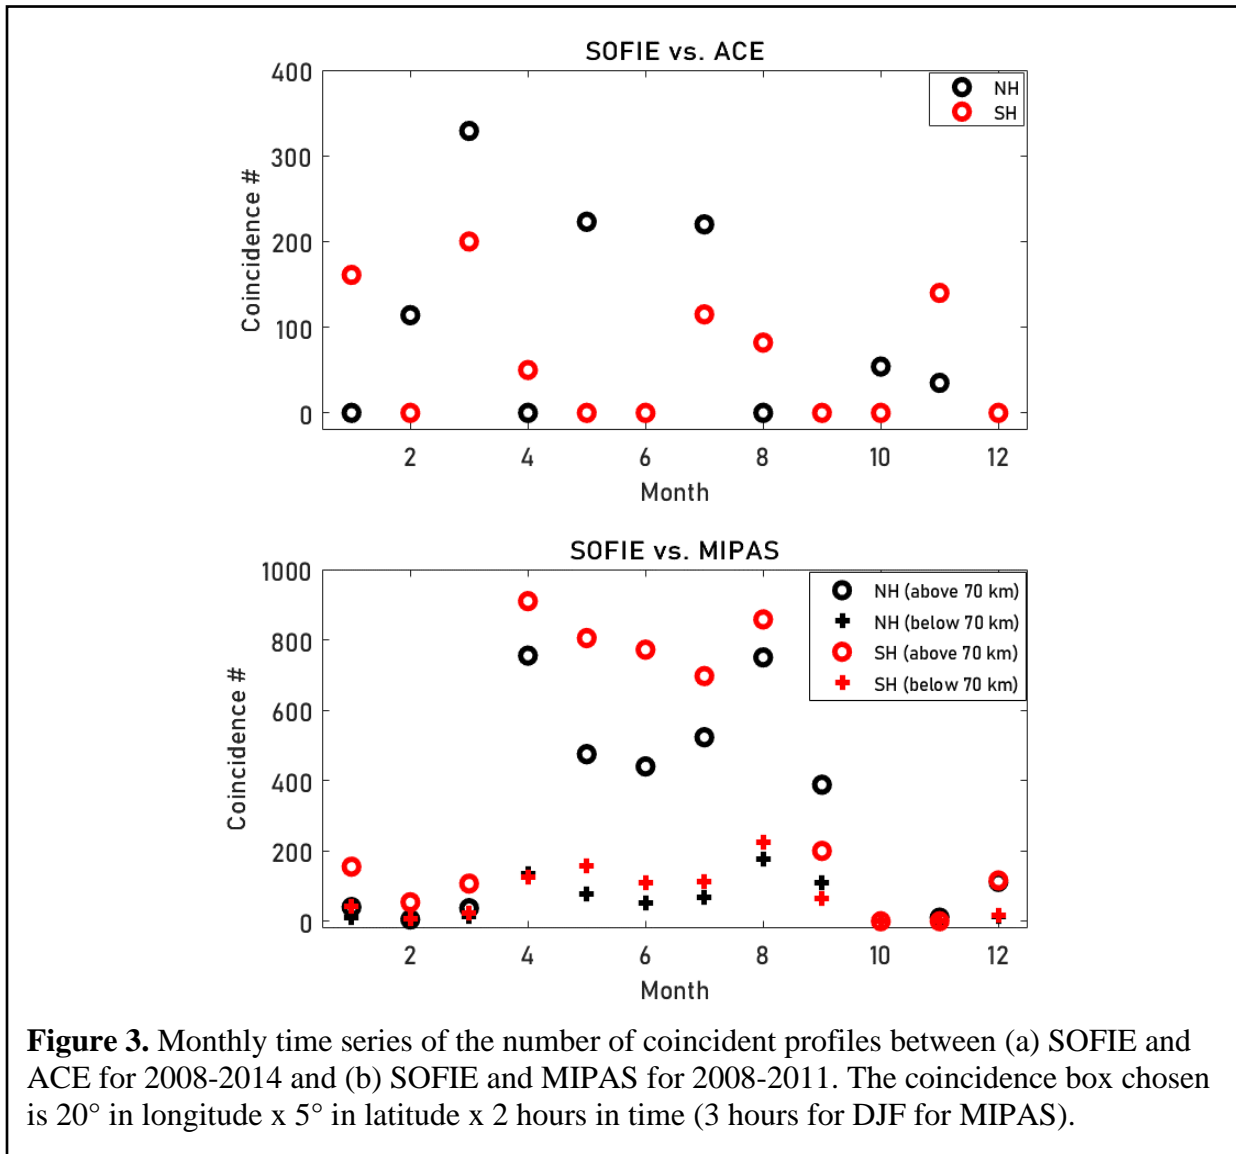 SOFIE vs. ACE
400
300
200
100
0
Coincidence #
NH
SH
2 4 6 8 10 12
Month
SOFIE vs. MIPAS
1000
800
600
400
200
0
Coincidence #
NH (above 70 km)
NH (below 70 km)
SH (above 70 km)
SH (below 70 km)
2 4 6 8 10 12
Month
Figure 3. Monthly time series of the number of coincident profiles between (a) SOFIE and
ACE for 2008-2014 and (b) SOFIE and MIPAS for 2008-2011. The coincidence box chosen
is 20° in longitude x 5° in latitude x 2 hours in time (3 hours for DJF for MIPAS).